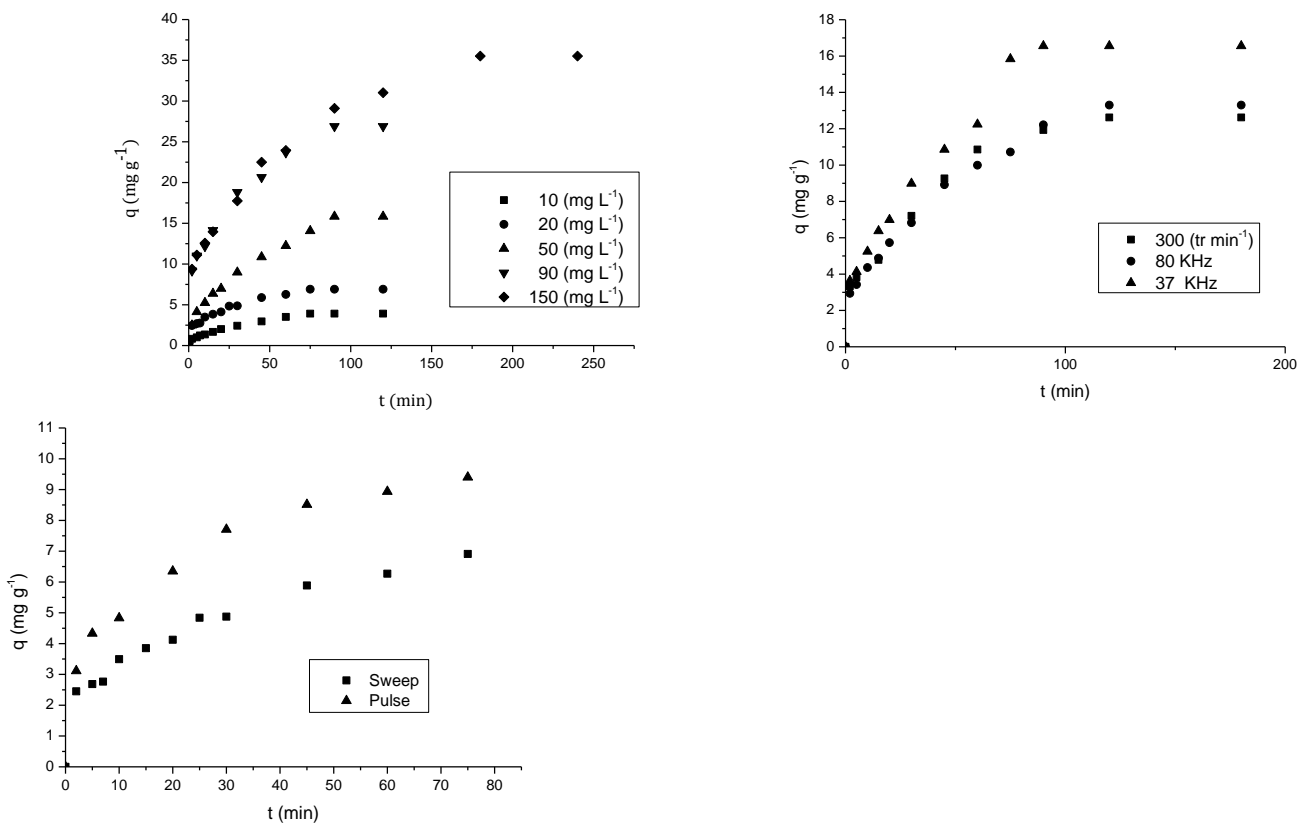 40
35
30
25
20
15
10
5
0
q (mg g-1)
10 (mg L-1)
20 (mg L-1)
50 (mg L-1)
90 (mg L-1)
150 (mg L-1)
0 50 100 150 200 250
t (min)
18
16
14
12
10
8
6
4
2
0
q (mg g-1)
300 (tr min-1)
80 KHz
37 KHz
0 100 200
t (min)
11
10
9
8
7
6
5
4
3
2
1
0
q (mg g-1)
Sweep
Pulse
0 10 20 30 40 50 60 70 80
t (min)